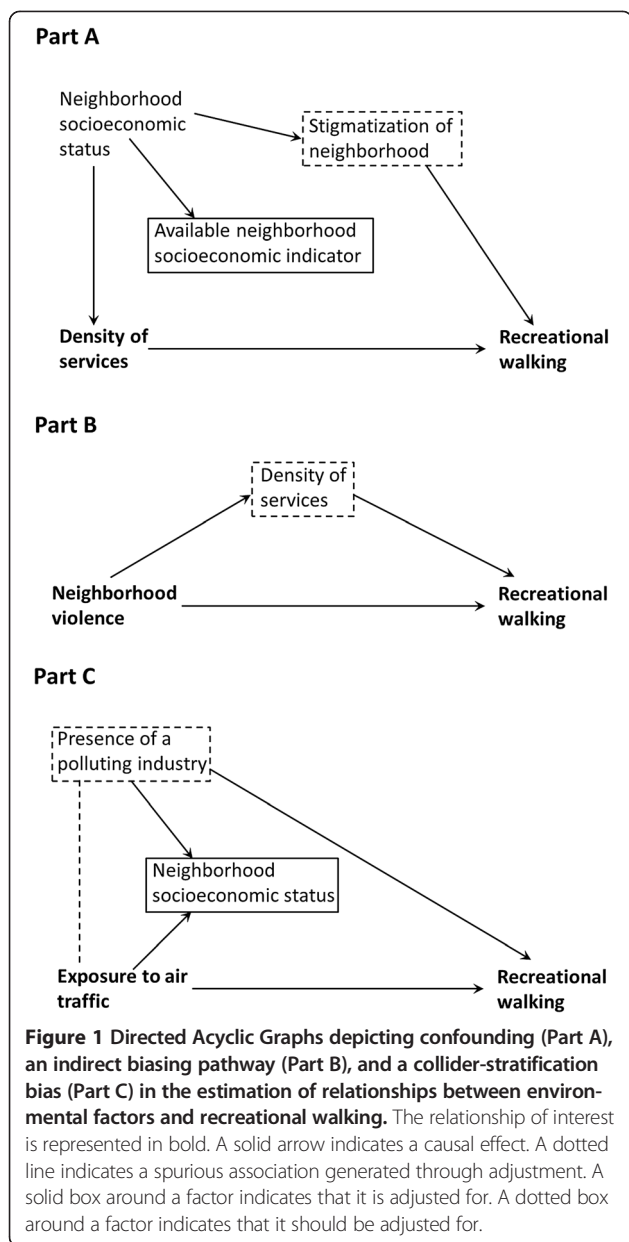 Part A
Neighborhood
socioeconomic
status
Stigmatization of
neighborhood
Available neighborhood
socioeconomic indicator
Density of
services
Recreational
walking
Part B
Density of
services
Neighborhood
violence
Recreational
walking
Part C
Presence of a
polluting industry
Neighborhood
socioeconomic status
Exposure to air
traffic
Recreational
walking
Figure 1 Directed Acyclic Graphs depicting confounding (Part A),
an indirect biasing pathway (Part B), and a collider-stratification
bias (Part C) in the estimation of relationships between environ-
mental factors and recreational walking. The relationship of interest
is represented in bold. A solid arrow indicates a causal effect. A dotted
line indicates a spurious association generated through adjustment. A
solid box around a factor indicates that it is adjusted for. A dotted box
around a factor indicates that it should be adjusted for.